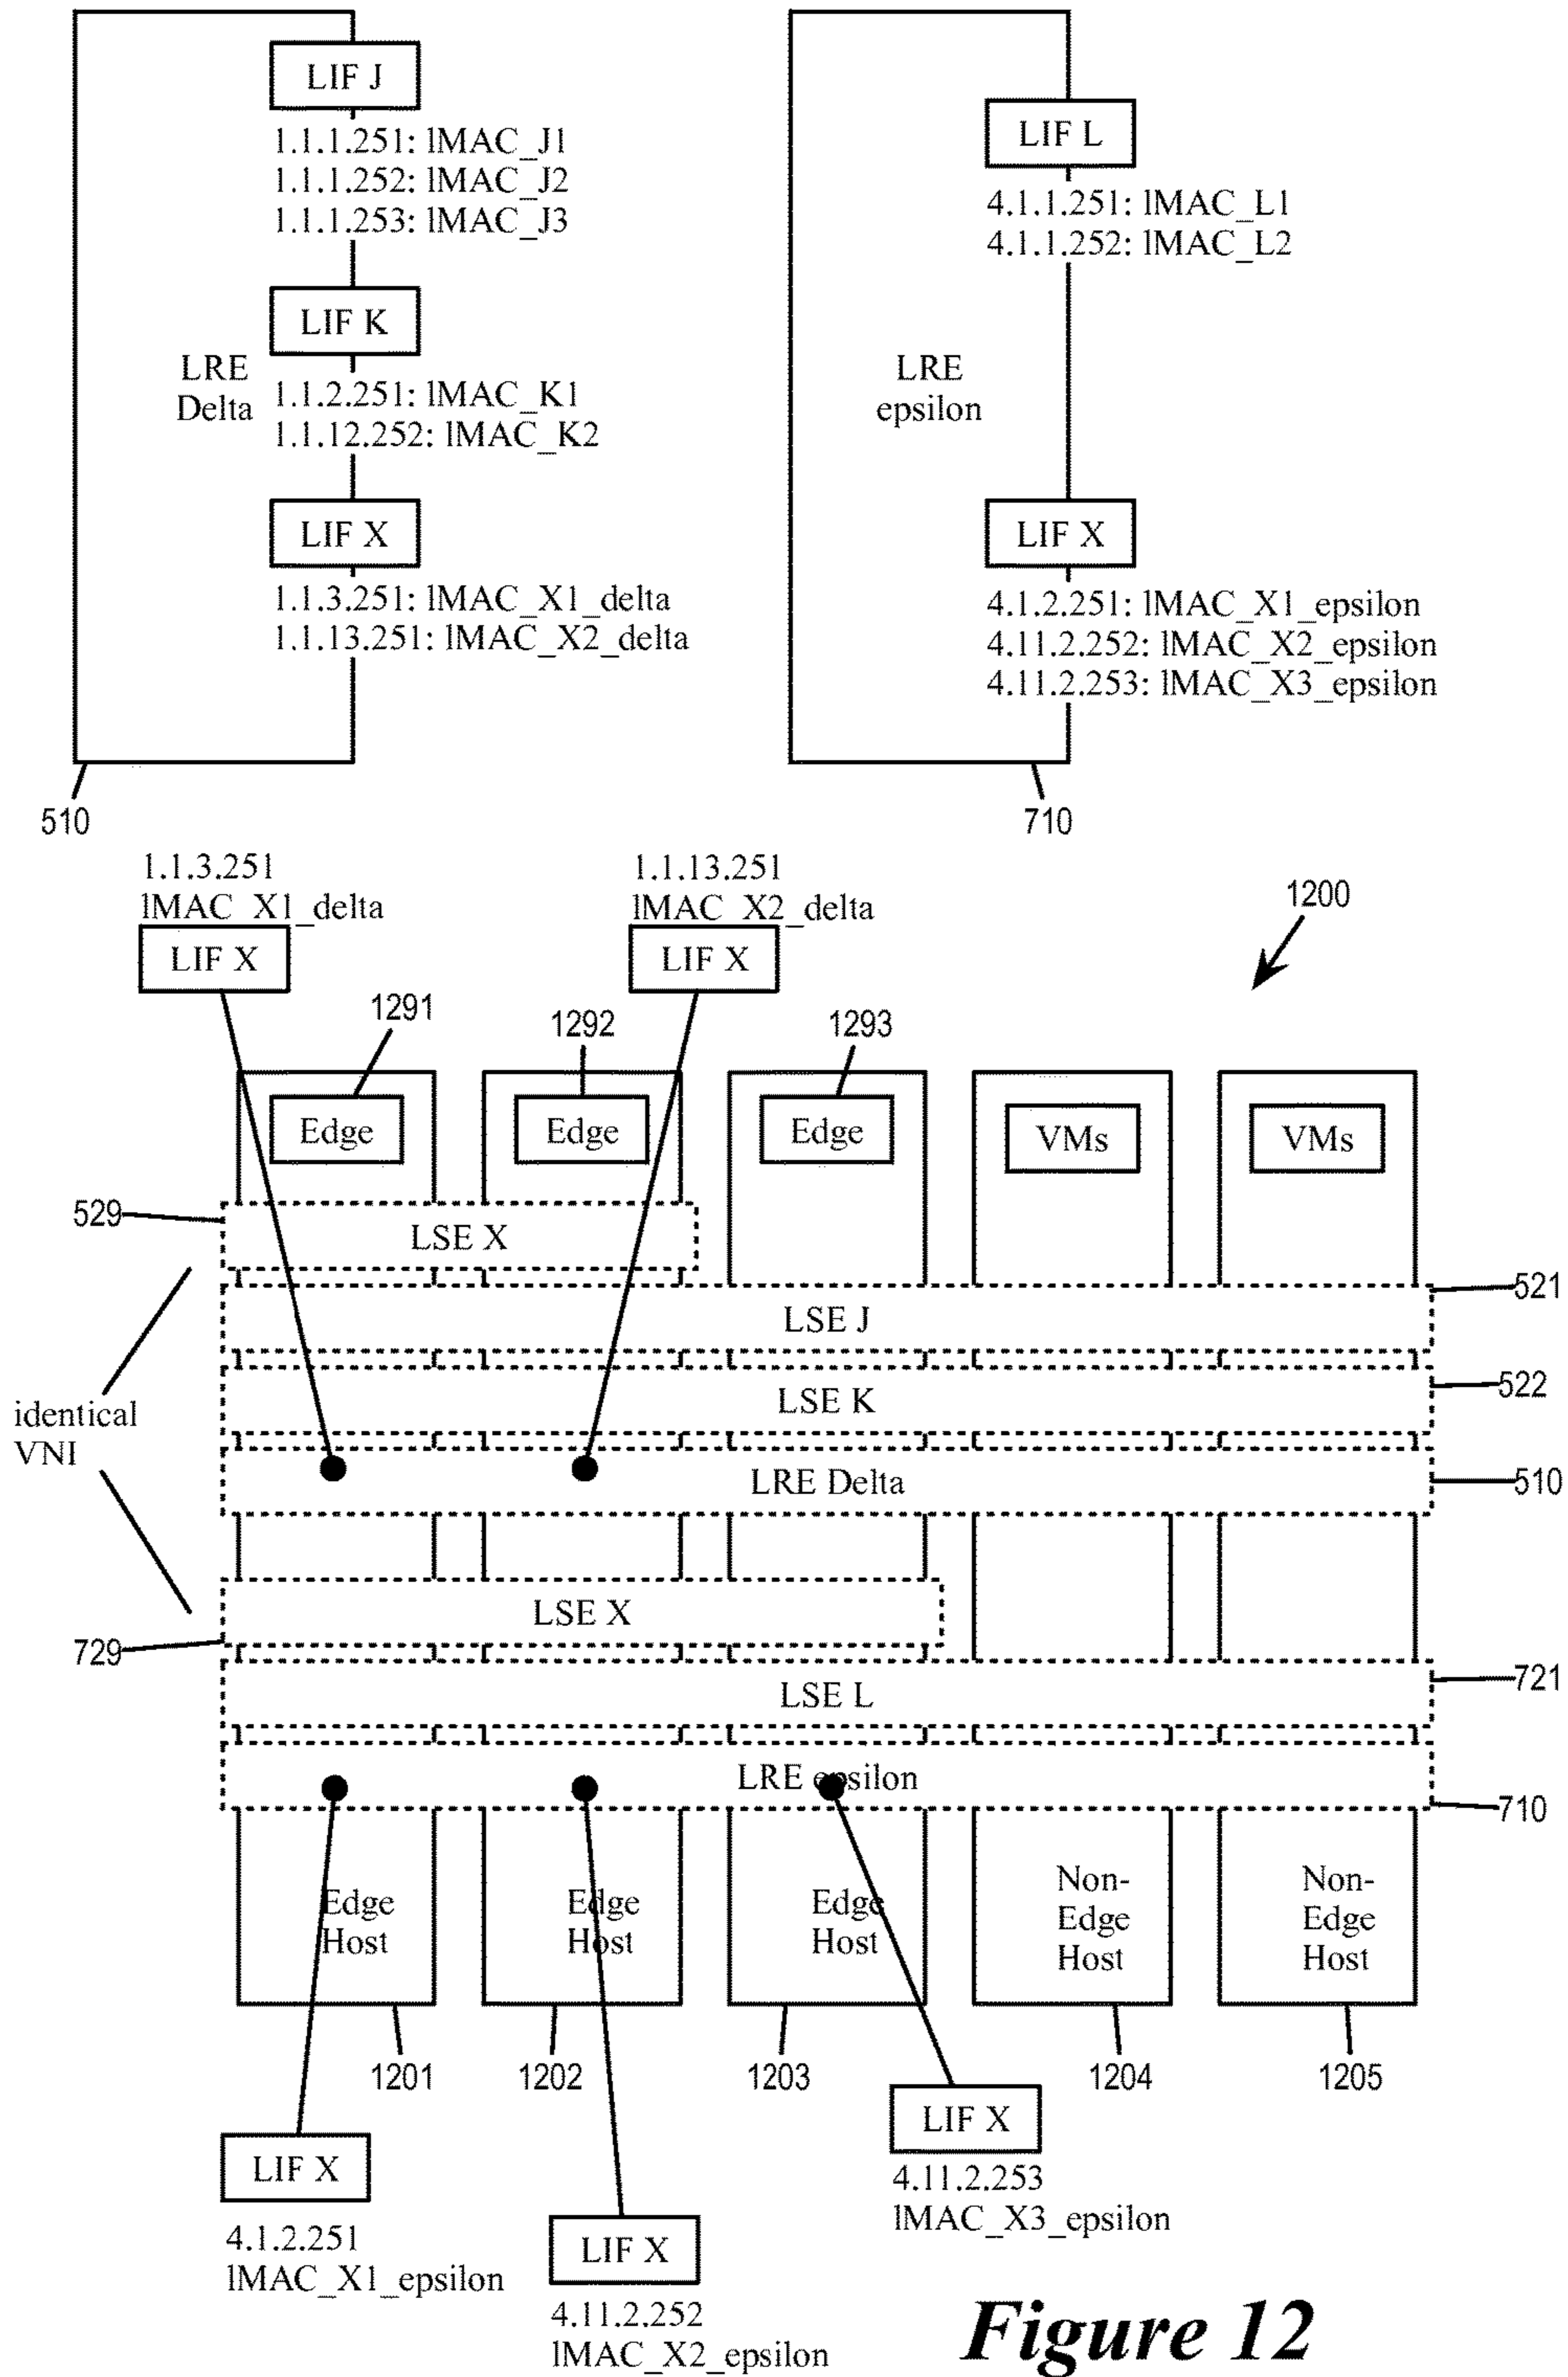 LIF J
1.1.1.251: lMAC_J1
1.1.1.252: lMAC_J2
1.1.1.253: lMAC_J3
LIF K
LRE
Delta
1.1.2.251: lMAC_K1
1.1.12.252: lMAC_K2
LIF X
1.1.3.251: lMAC_X1_delta
1.1.13.251: lMAC_X2_delta
510
LIF L
4.1.1.251: lMAC_L1
4.1.1.252: lMAC_L2
LRE
epsilon
LIF X
4.1.2.251: lMAC_X1_epsilon
4.11.2.252: lMAC_X2_epsilon
4.11.2.253: lMAC_X3_epsilon
710
1.1.3.251
lMAC_X1_delta
LIF X
1.1.13.251
lMAC_X2_delta
LIF X
1200
1291
1292
1293
Edge
Edge
Edge
VMs
VMs
529
LSE X
521
LSE J
522
LSE K
identical
VNI
LRE Delta
510
LSE X
729
721
LSE L
LRE epsilon
710
Edge
Host
Edge
Host
Edge
Host
Non-
Edge
Host
Non-
Edge
Host
1201
1202
1203
1204
1205
LIF X
4.1.2.251
lMAC_X1_epsilon
LIF X
4.11.2.252
lMAC_X2_epsilon
LIF X
4.11.2.253
lMAC_X3_epsilon
Figure 12